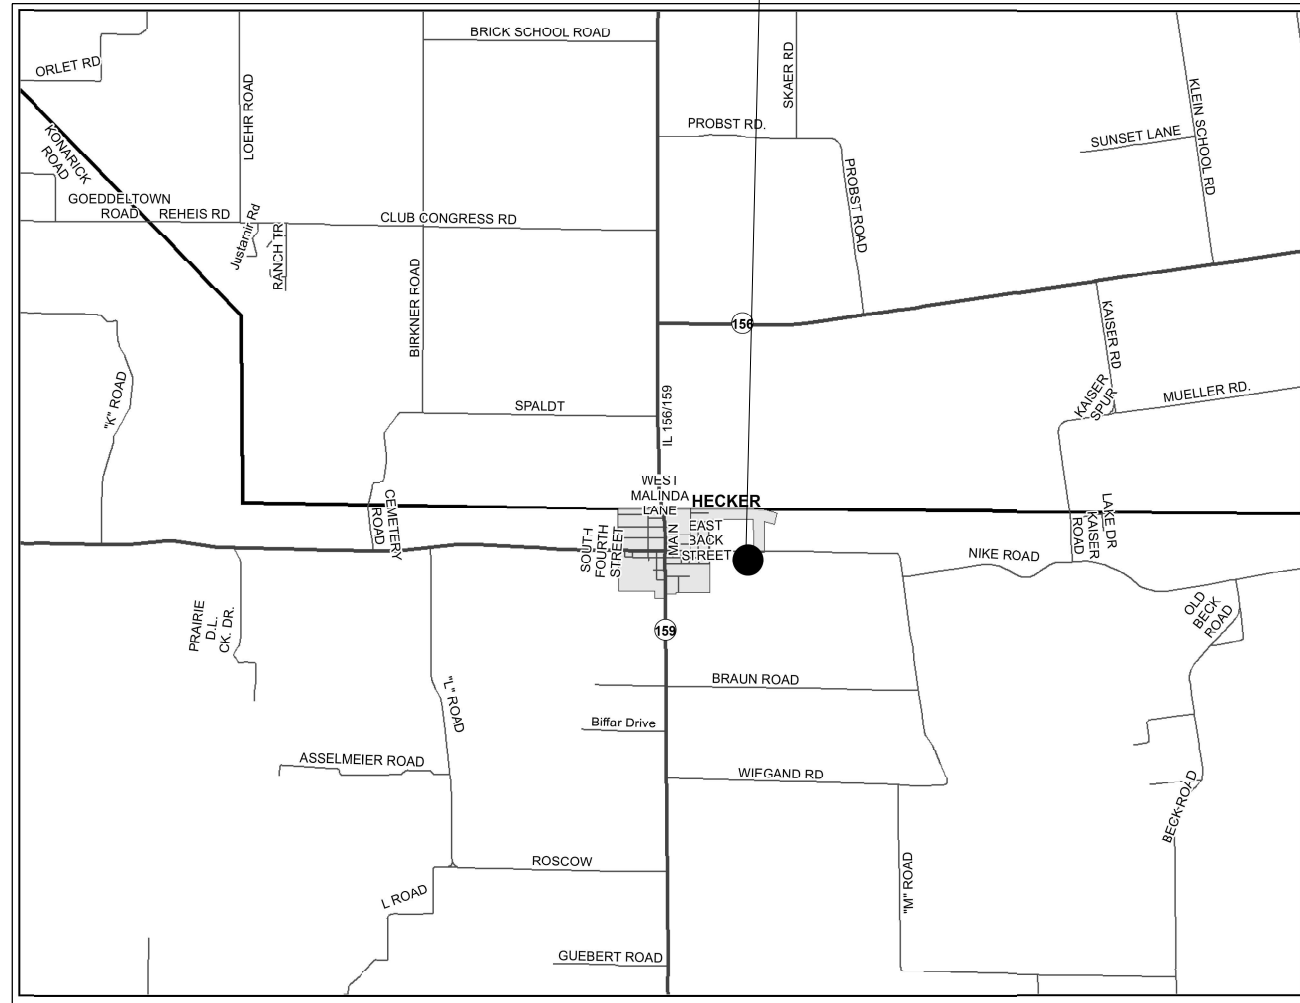 BRICK SCHOOL ROAD
ORLET RD
SKAER RD
LOEHR ROAD
KLEIN SCHOOL RD
PROBST RD.
SUNSET LANE
KONARICK
ROAD
PROBST ROAD
GOEDDELTOWN
ROAD
REHEIS RD
CLUB CONGRESS RD
Justamir Rd
RANCH TR
BIRKNER ROAD
156
KAISER RD
"K" ROAD
SPALDT
IL 156/159
KAISER
SPUR
MUELLER RD.
WEST
MALINDA
LANE
HECKER
CEMETERY
ROAD
SOUTH
FOURTH
STREET
MAIN
EAST
BACK
STREET
LAKE DR
KAISER
ROAD
NIKE ROAD
PRAIRIE
D.L.
CK. DR.
OLD
BECK
ROAD
159
"L" ROAD
BRAUN ROAD
Biffar Drive
ASSELMEIER ROAD
WIEGAND RD
BECK ROAD
ROSCOW
L ROAD
"M" ROAD
GUEBERT ROAD